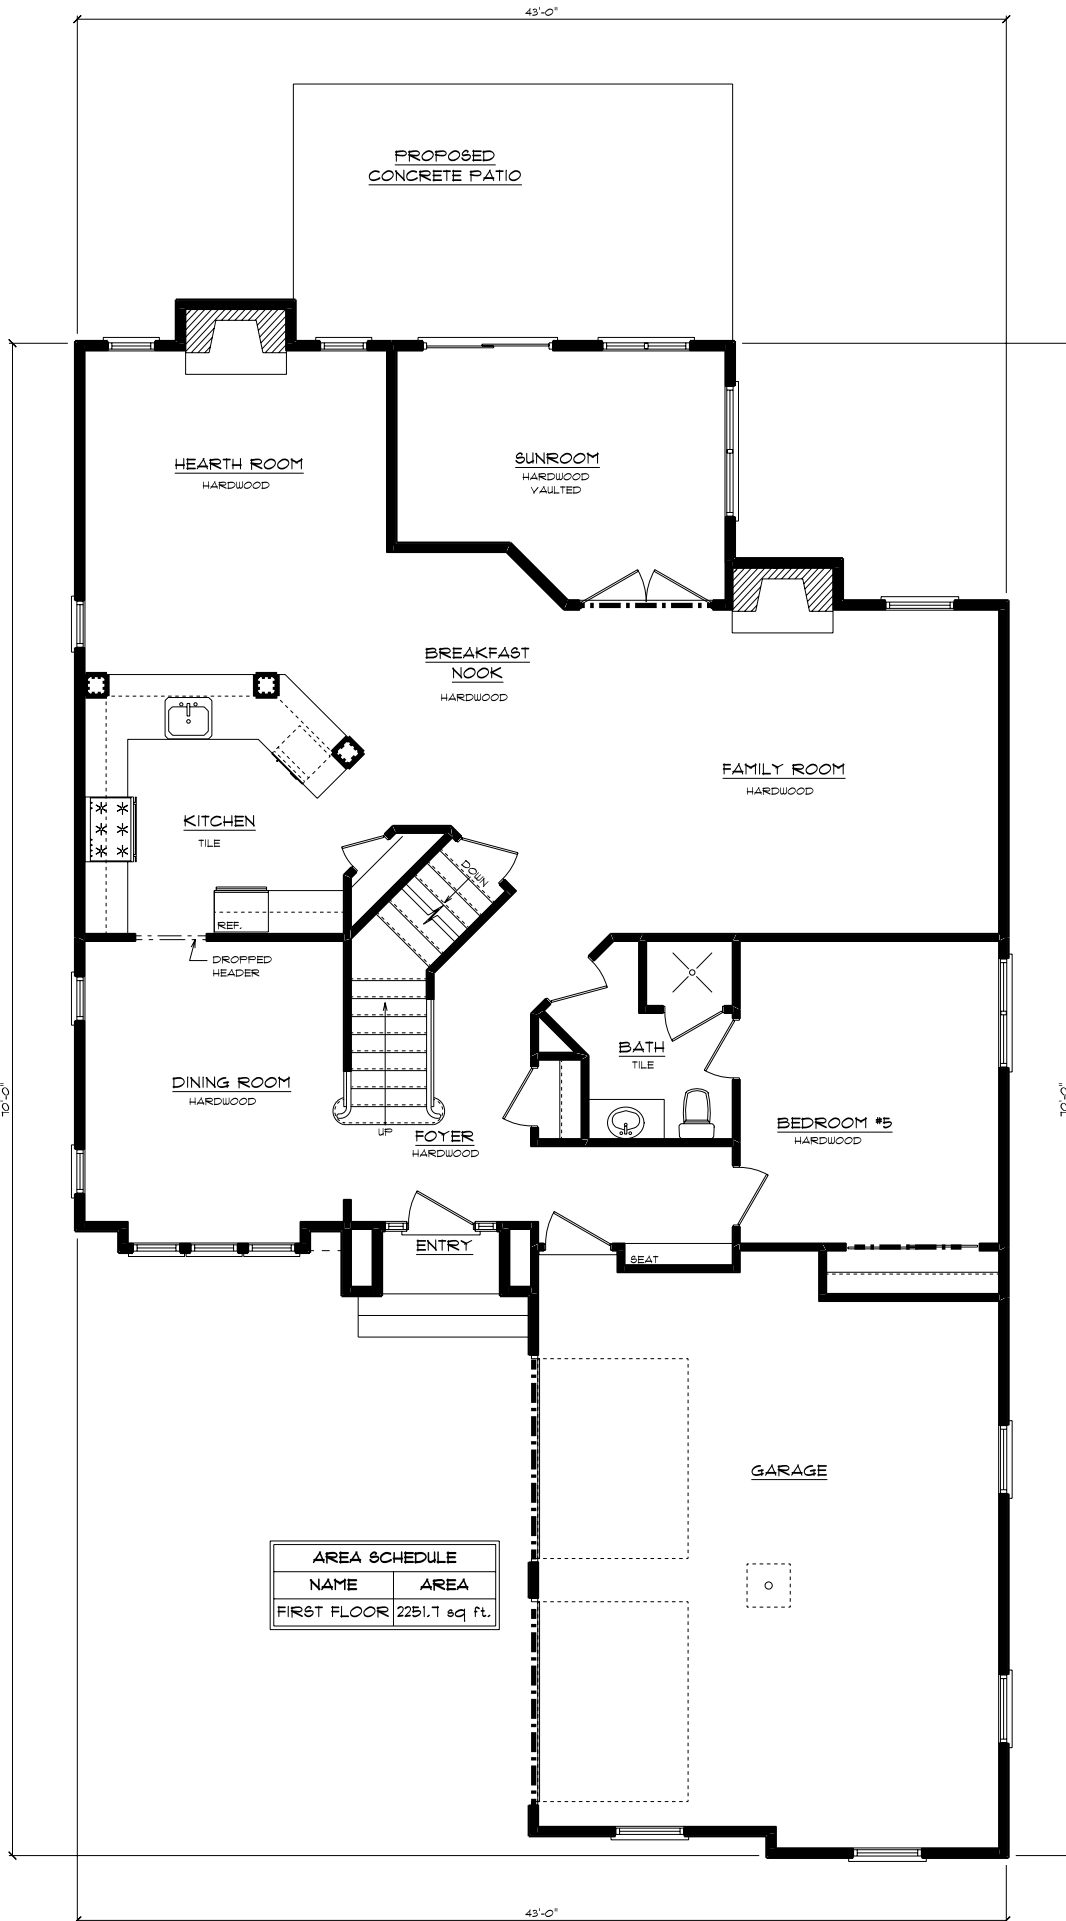 43'-0"
PROPOSED
CONCRETE PATIO
HEARTH ROOM
HARDWOOD
SUNROOM
HARDWOOD
VAULTED
BREAKFAST
NOOK
HARDWOOD
FAMILY ROOM
HARDWOOD
KITCHEN
TILE
DOWN
REF.
DROPPED
HEADER
BATH
TILE
DINING ROOM
HARDWOOD
70'-0"
70'-0"
UP
FOYER
HARDWOOD
BEDROOM #5
HARDWOOD
ENTRY
SEAT
GARAGE
AREA SCHEDULE
NAME AREA
FIRST FLOOR 2251.7 sq ft.
43'-0"